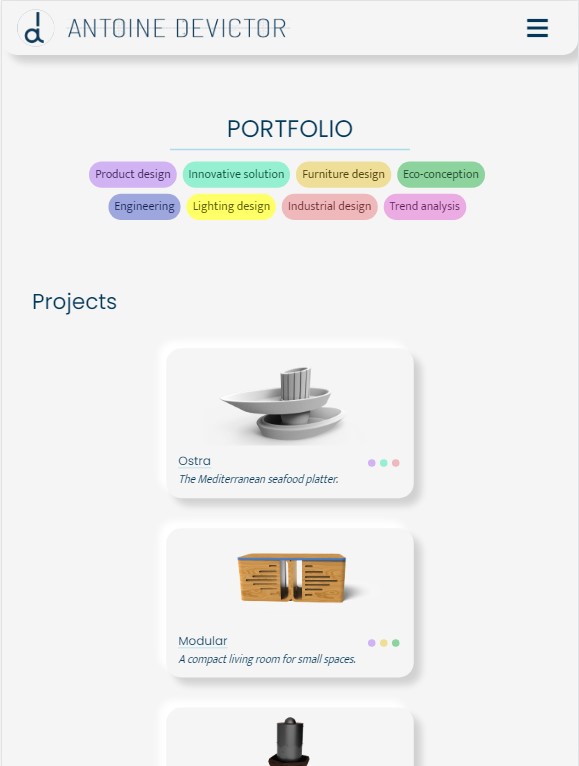 ANTOINE DEVICTOR
PORTFOLIO
Product design Innovative solution Furniture design Eco-conception
Engineering Lighting design Industrial design Trend analysis
Projects
Ostra
The Mediterranean seafood platter.
Modular
A compact living room for small spaces.